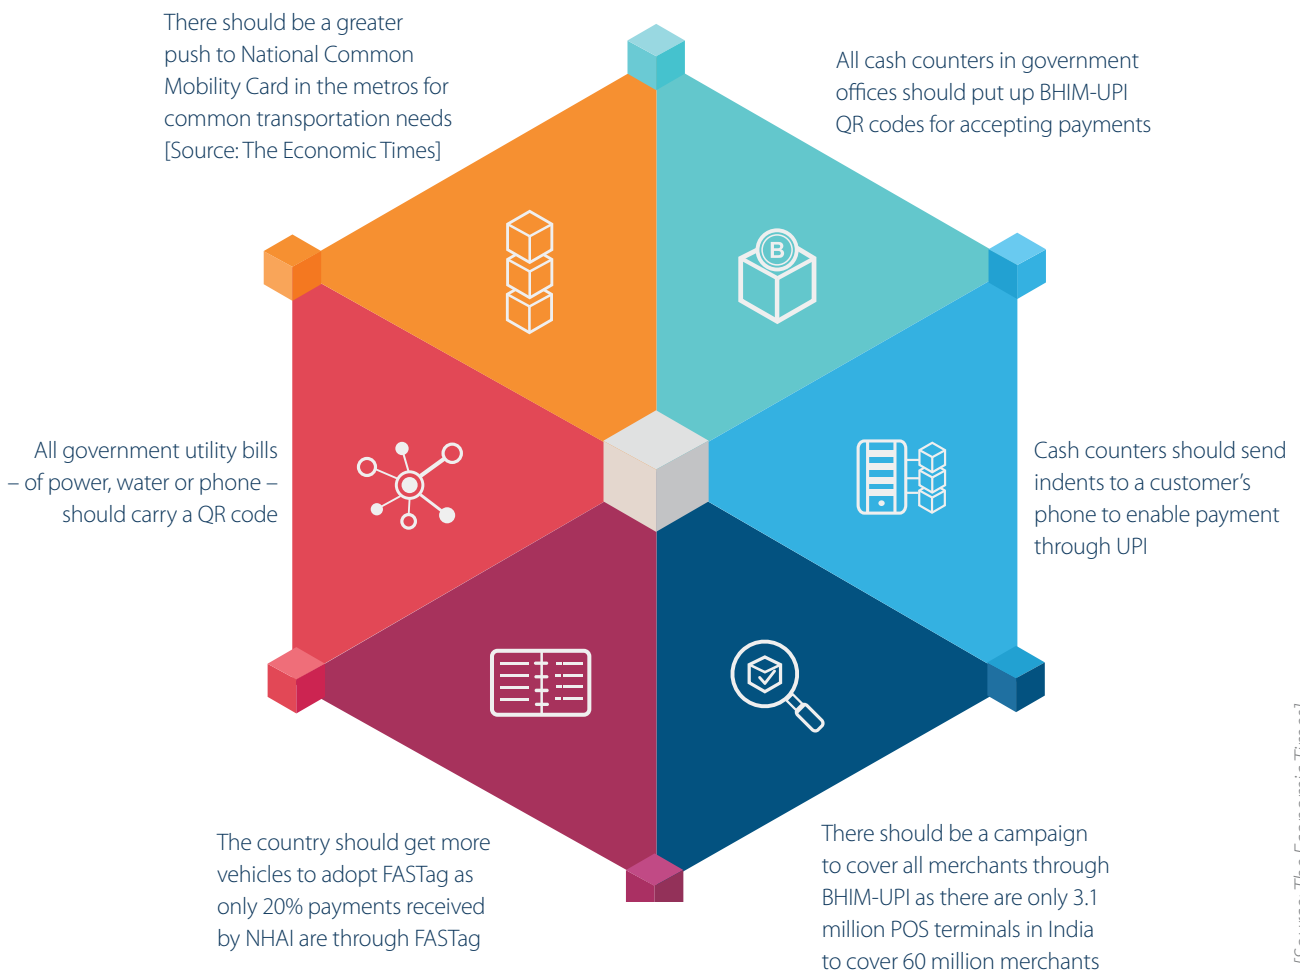 There should be a greater
push to National Common
Mobility Card in the metros for
common transportation needs
[Source: The Economic Times]
All cash counters in government
offices should put up BHIM-UPI
QR codes for accepting payments
B
All government utility bills
– of power, water or phone –
should carry a QR code
Cash counters should send
indents to a customer’s
phone to enable payment
through UPI
The country should get more
vehicles to adopt FASTag as
only 20% payments received
by NHAI are through FASTag
There should be a campaign
to cover all merchants through
BHIM-UPI as there are only 3.1
million POS terminals in India
to cover 60 million merchants
[Source: The Economic Times]